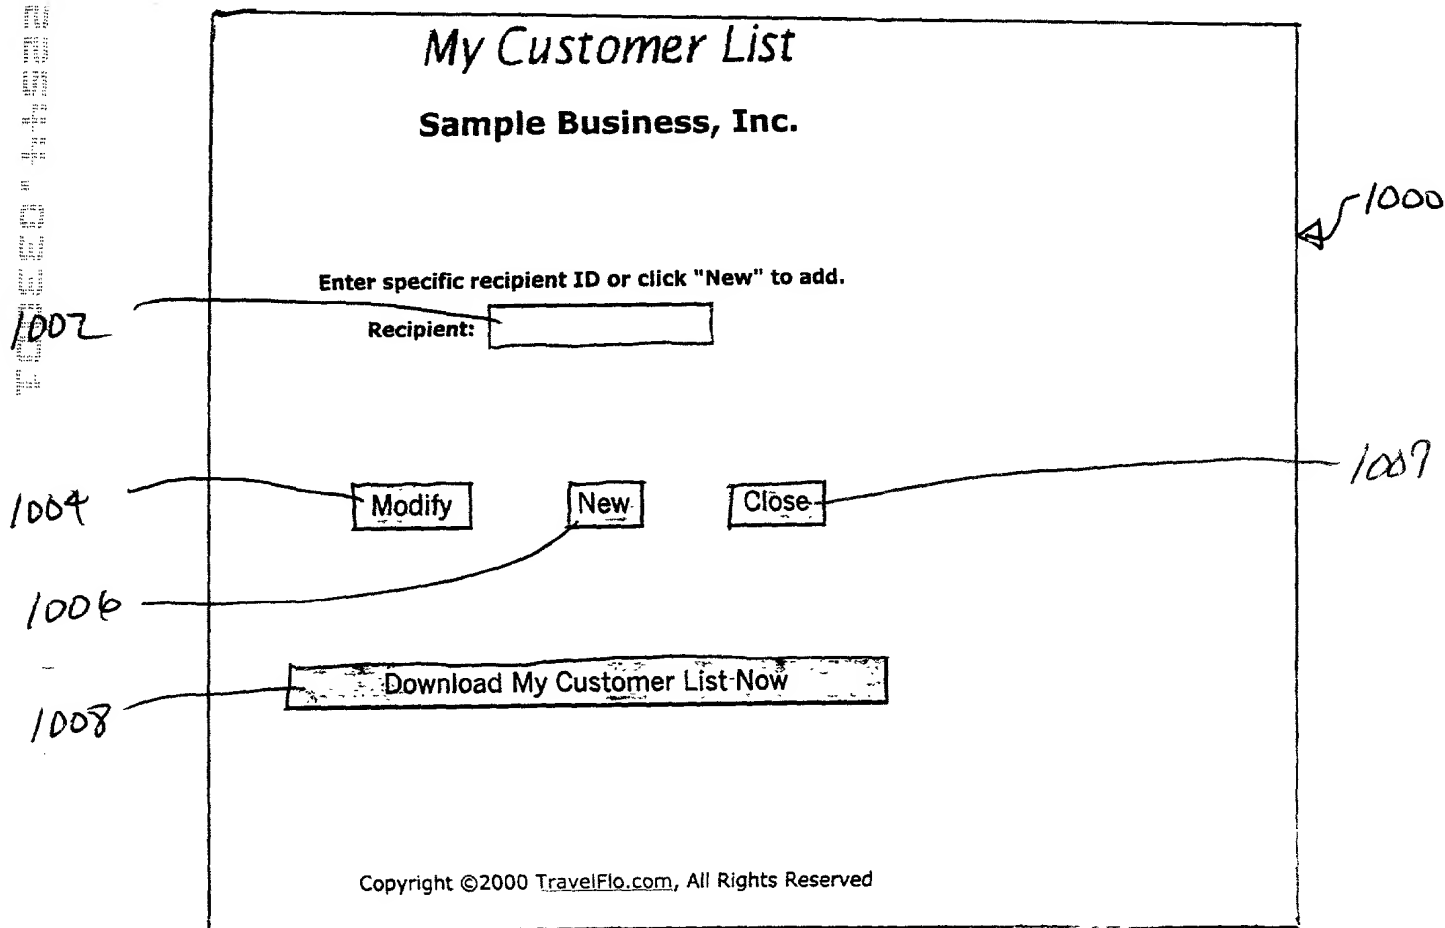 My Customer List
Sample Business, Inc.
1000
Enter specific recipient ID or click "New" to add.
1002
Recipient:
1007
1004
Modify
New
Close
1006
Download My Customer List Now
1008
Copyright ©2000 TravelFlo.com, All Rights Reserved